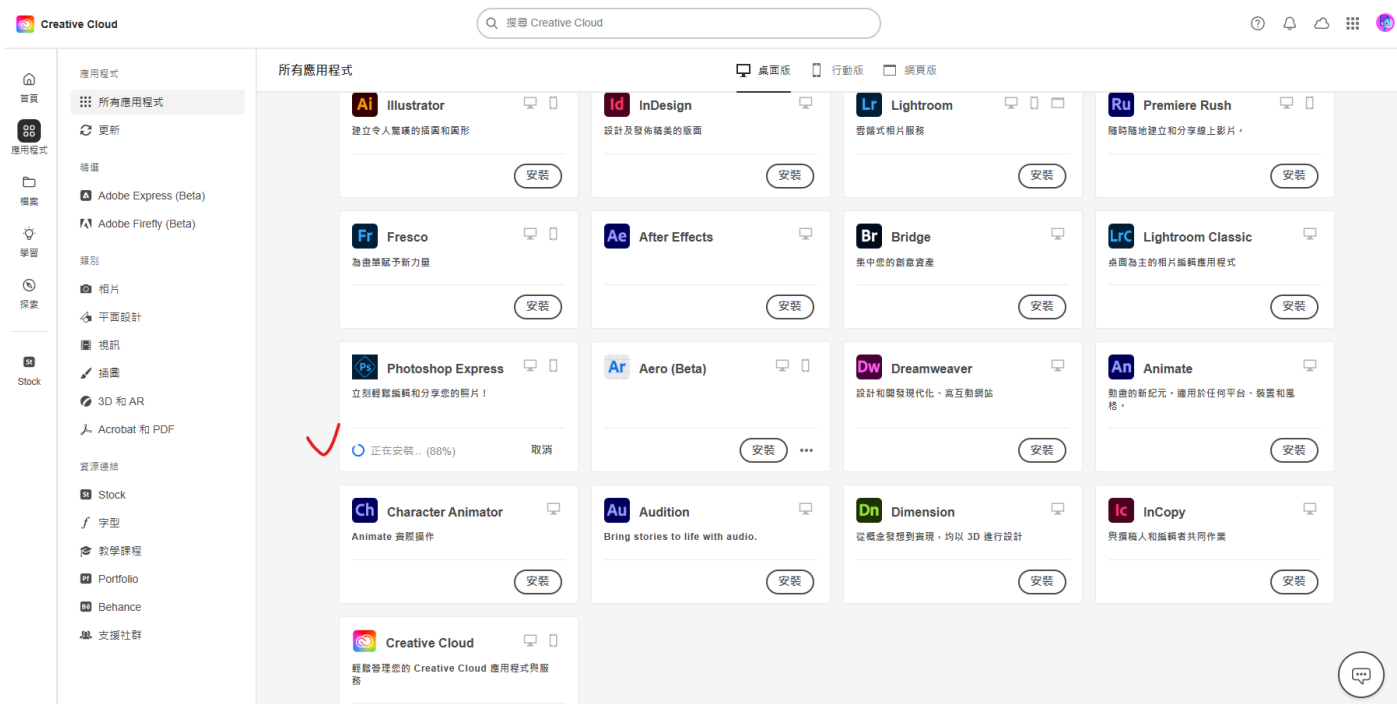 Creative Cloud
搜尋 Creative Cloud
首頁
應用程式
檔案
學習
探索
St
Stock
應用程式
所有應用程式
更新
精選
Adobe Express (Beta)
Adobe Firefly (Beta)
類別
相片
平面設計
視訊
插圖
3D 和 AR
Acrobat 和 PDF
資源連結
St Stock
字型
教學課程
Pf Portfolio
Bē Behance
支援社群
所有應用程式
桌面版
行動版
網頁版
Ai Illustrator
建立令人驚嘆的插圖和圖形
安裝
Id InDesign
設計及發佈精美的版面
安裝
Lr Lightroom
雲端式相片服務
安裝
Ru Premiere Rush
隨時隨地建立和分享線上影片。
安裝
Fr Fresco
為畫筆賦予新力量
安裝
Ae After Effects
安裝
Br Bridge
集中您的創意資產
安裝
LrC Lightroom Classic
桌面為主的相片編輯應用程式
安裝
Ps Photoshop Express
立刻輕鬆編輯和分享您的照片！
正在安裝.. (88%)
取消
Ar Aero (Beta)
安裝
Dw Dreamweaver
設計和開發現代化、高互動網站
安裝
An Animate
動畫的新紀元。適用於任何平台、裝置和風
格。
安裝
Ch Character Animator
Animate 實際操作
安裝
Au Audition
Bring stories to life with audio.
安裝
Dn Dimension
從概念發想到實現，均以 3D 進行設計
安裝
Ic InCopy
與撰稿人和編輯者共同作業
安裝
Creative Cloud
輕鬆管理您的 Creative Cloud 應用程式與服
務